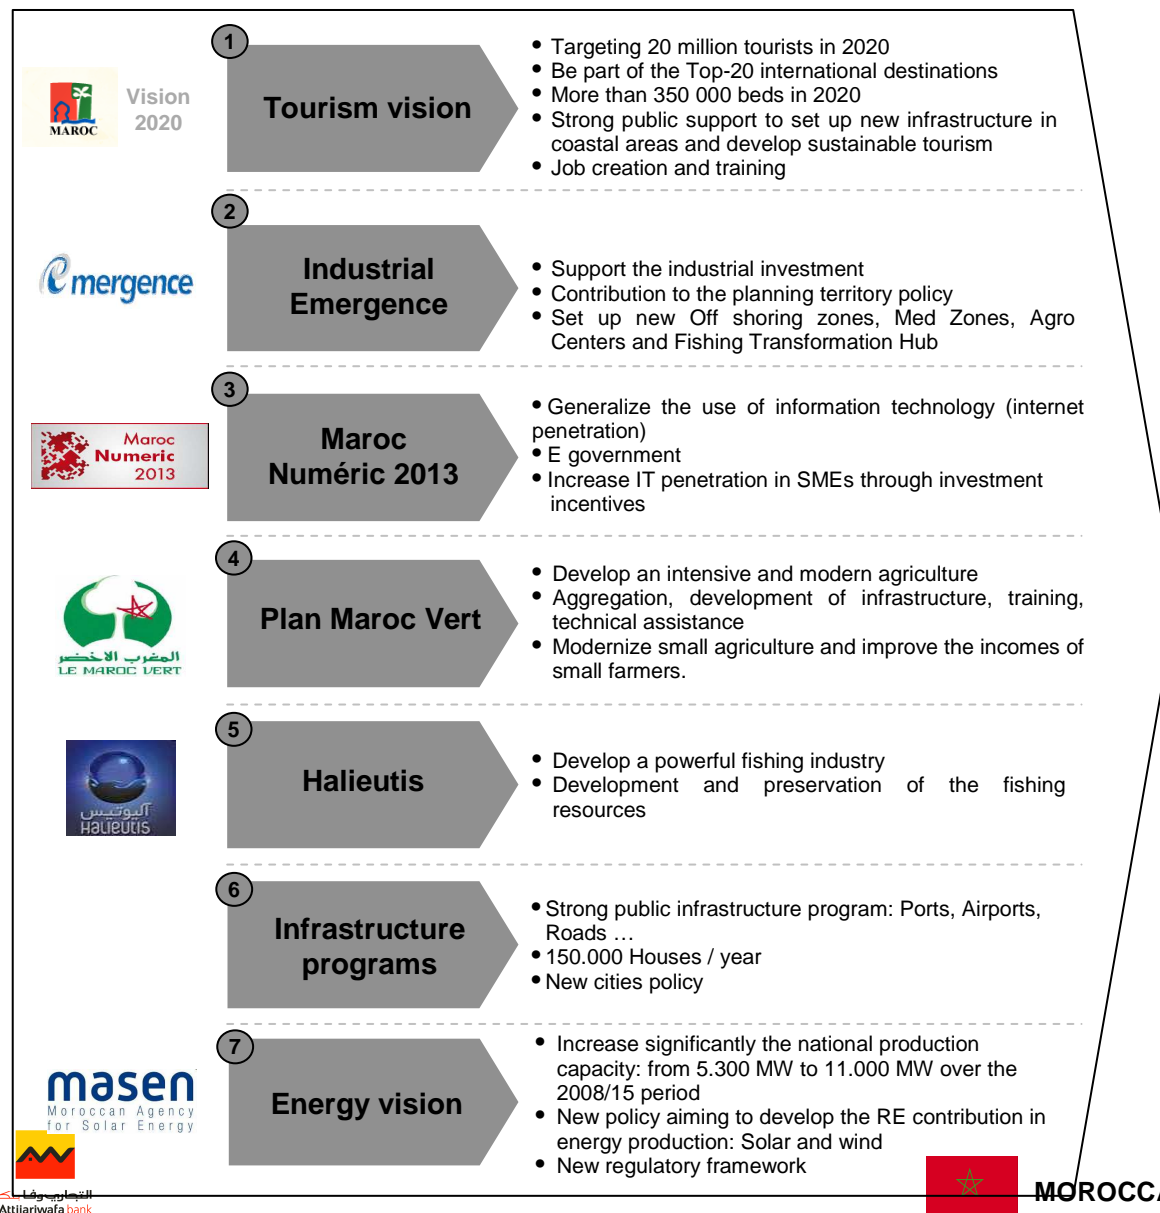 1
MAROC
Vision
2020
Tourism vision
• Targeting 20 million tourists in 2020
• Be part of the Top-20 international destinations
• More than 350 000 beds in 2020
• Strong public support to set up new infrastructure in
coastal areas and develop sustainable tourism
• Job creation and training
2
emergence
Industrial
Emergence
• Support the industrial investment
• Contribution to the planning territory policy
• Set up new Off shoring zones, Med Zones, Agro
Centers and Fishing Transformation Hub
3
Maroc
Numeric
2013
Maroc
Numéric 2013
• Generalize the use of information technology (internet
penetration)
• E government
• Increase IT penetration in SMEs through investment
incentives
4
المغرب الاخضر
LE MAROC VERT
Plan Maroc Vert
• Develop an intensive and modern agriculture
• Aggregation, development of infrastructure, training,
technical assistance
• Modernize small agriculture and improve the incomes of
small farmers.
5
أليوتيس
HALIEUTIS
Halieutis
• Develop a powerful fishing industry
• Development and preservation of the fishing
resources
6
Infrastructure
programs
• Strong public infrastructure program: Ports, Airports,
Roads …
• 150.000 Houses / year
• New cities policy
7
masen
Moroccan Agency
for Solar Energy
Energy vision
• Increase significantly the national production
capacity: from 5.300 MW to 11.000 MW over the
2008/15 period
• New policy aiming to develop the RE contribution in
energy production: Solar and wind
• New regulatory framework
التجاري وفا
Attijariwafa bank
MOROCCA